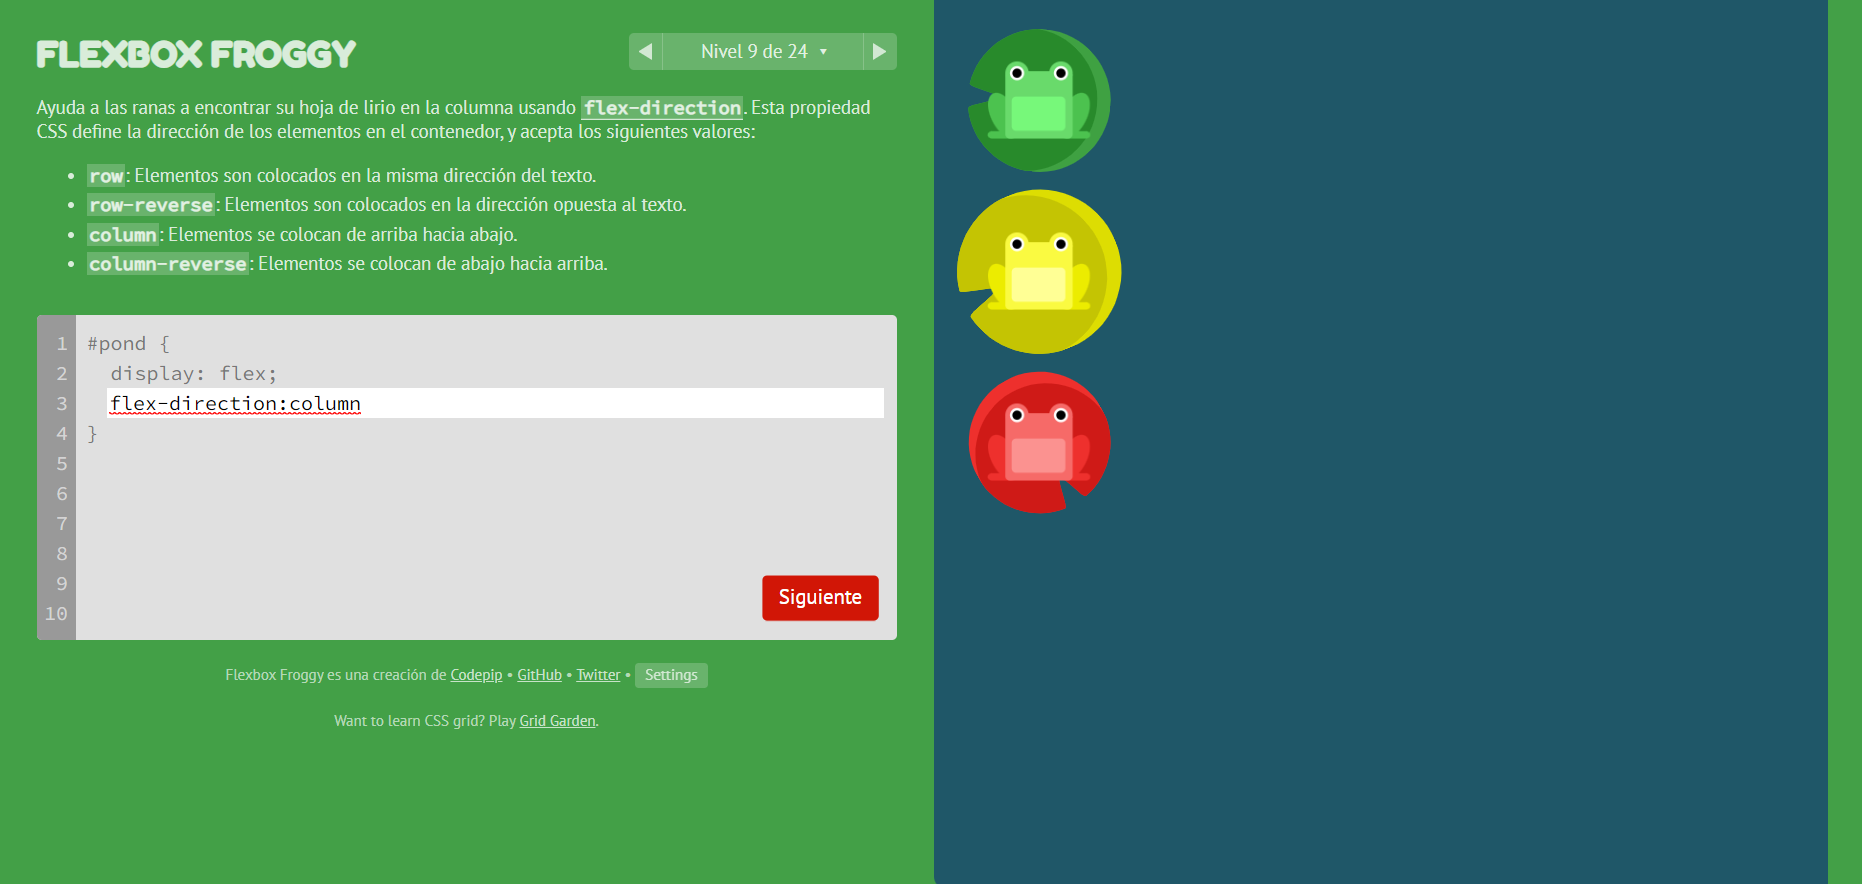 FLEXBOX FROGGY
◀ Nivel 9 de 24 ▾ ▶
Ayuda a las ranas a encontrar su hoja de lirio en la columna usando flex-direction. Esta propiedad
CSS define la dirección de los elementos en el contenedor, y acepta los siguientes valores:
• row: Elementos son colocados en la misma dirección del texto.
• row-reverse: Elementos son colocados en la dirección opuesta al texto.
• column: Elementos se colocan de arriba hacia abajo.
• column-reverse: Elementos se colocan de abajo hacia arriba.
1 #pond {
2 display: flex;
3 flex-direction:column
4 }
5
6
7
8
9
10
Siguiente
Flexbox Froggy es una creación de Codepip • GitHub • Twitter • Settings
Want to learn CSS grid? Play Grid Garden.